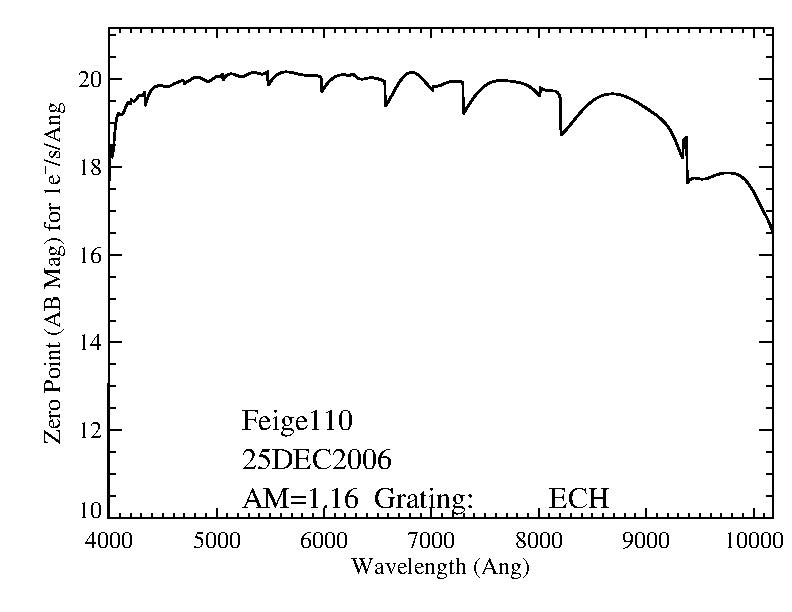 Zero Point (AB Mag) for 1e⁻/s/Ang
20
18
16
14
12
10
Feige110
25DEC2006
AM=1.16 Grating: ECH
4000 5000 6000 7000 8000 9000 10000
Wavelength (Ang)